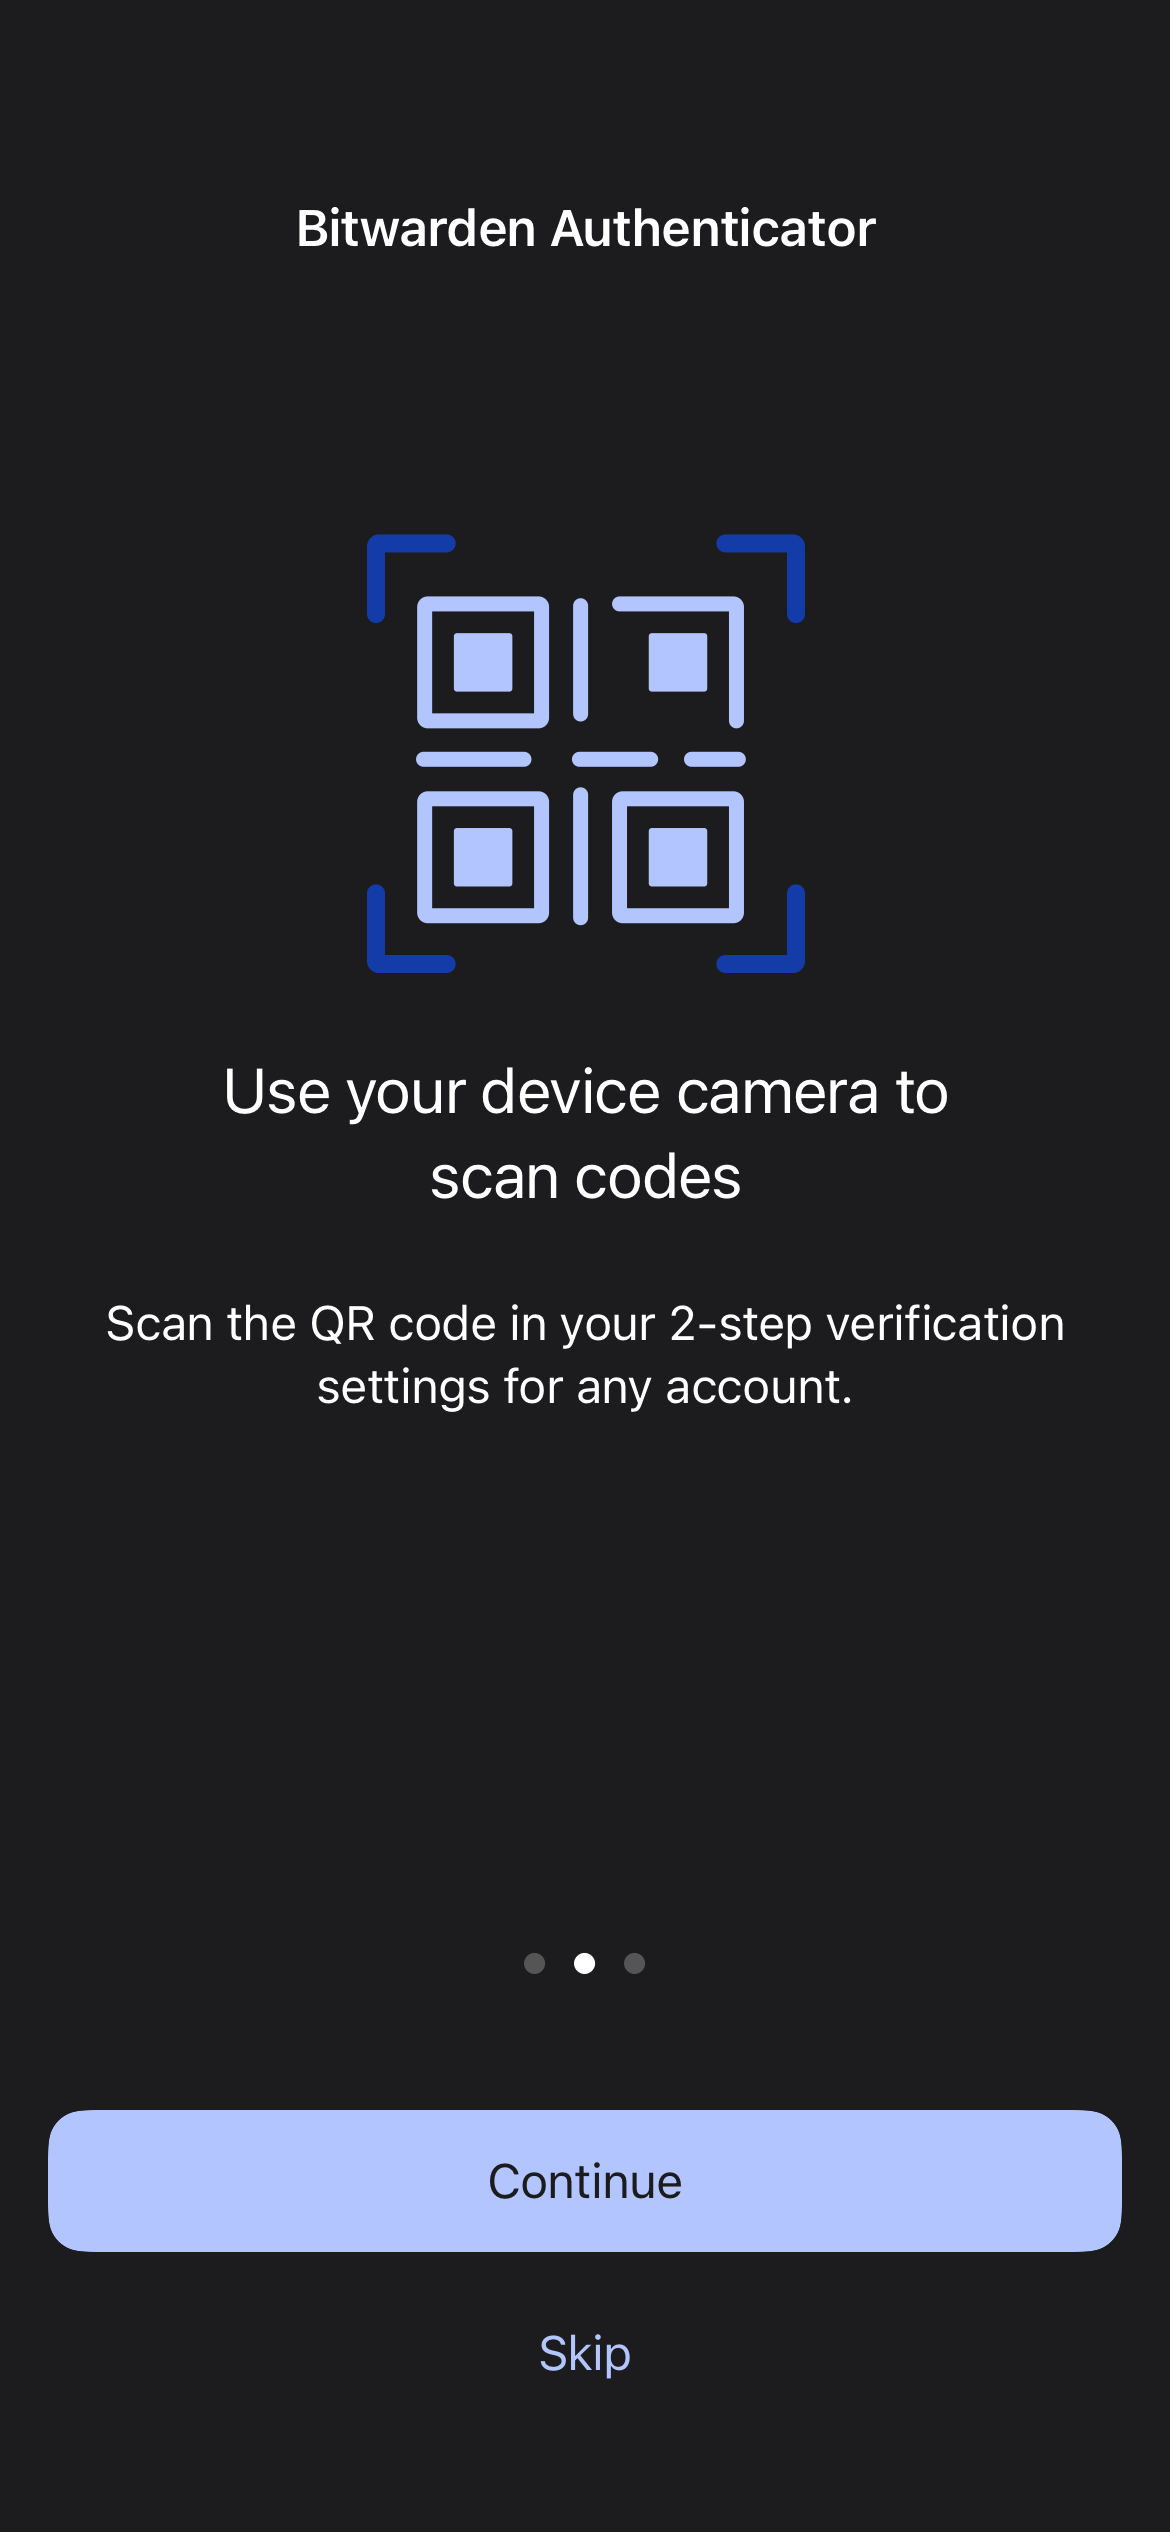 Bitwarden Authenticator
Use your device camera to
scan codes
Scan the QR code in your 2-step verification
settings for any account.
Continue
Skip